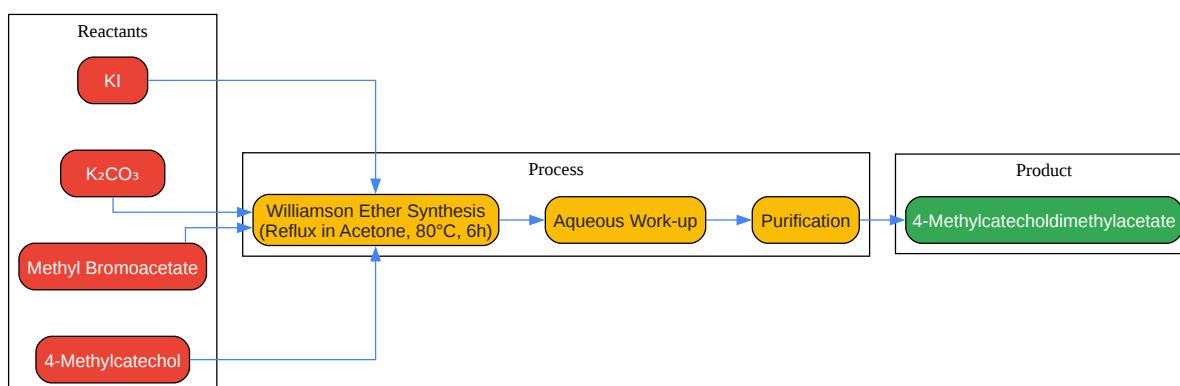 Reactants
KI
K₂CO₃
Methyl Bromoacetate
4-Methylcatechol
Process
Williamson Ether Synthesis
(Reflux in Acetone, 80°C, 6h)
Aqueous Work-up
Purification
Product
4-Methylcatecholdimethylacetate